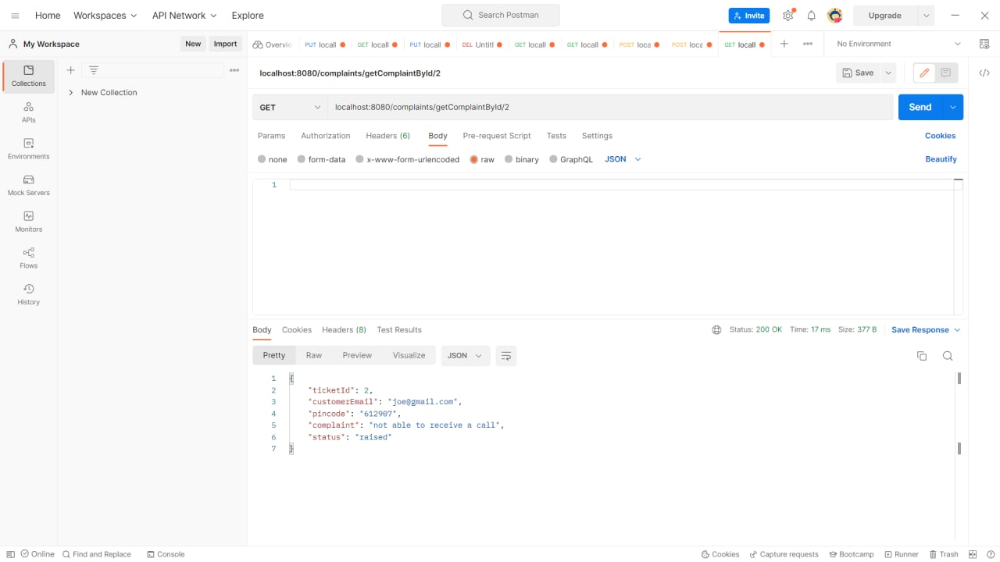 Home Workspaces API Network Explore Search Postman Invite Upgrade
My Workspace New Import Overvie PUT locall GET locall PUT locall DEL Untitl GET locall GET locall POST loca POST loca GET locall No Environment
Collections
New Collection
APIs
Environments
Mock Servers
Monitors
Flows
History
localhost:8080/complaints/getComplaintById/2 Save
GET localhost:8080/complaints/getComplaintById/2 Send
Params Authorization Headers (6) Body Pre-request Script Tests Settings Cookies
none form-data x-www-form-urlencoded raw binary GraphQL JSON Beautify
1
Body Cookies Headers (8) Test Results Status: 200 OK Time: 17 ms Size: 377 B Save Response
Pretty Raw Preview Visualize JSON
1 {
2 "ticketId": 2,
3 "customerEmail": "joe@gmail.com",
4 "pincode": "612907",
5 "complaint": "not able to receive a call",
6 "status": "raised"
7 }
Online Find and Replace Console Cookies Capture requests Bootcamp Runner Trash